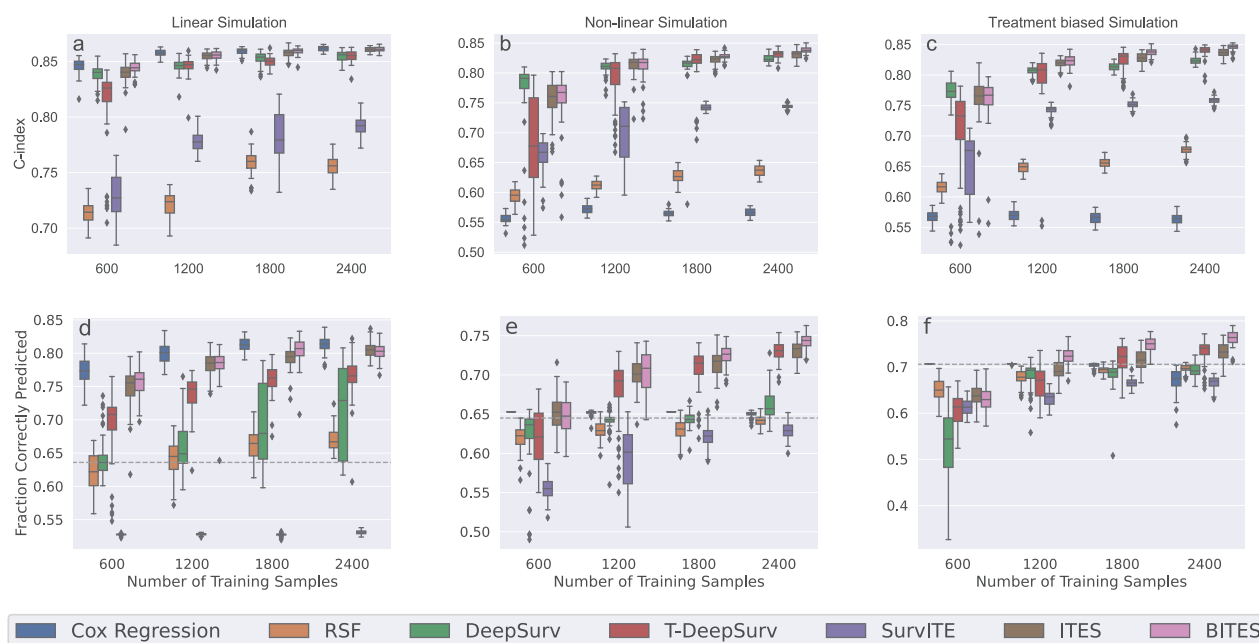 Linear Simulation
Non-linear Simulation
Treatment biased Simulation
a
b
c
C-index
0.85
0.80
0.75
0.70
0.85
0.80
0.75
0.70
0.65
0.60
0.55
0.50
0.85
0.80
0.75
0.70
0.65
0.60
0.55
600 1200 1800 2400
600 1200 1800 2400
600 1200 1800 2400
d
e
f
Fraction Correctly Predicted
0.85
0.80
0.75
0.70
0.65
0.60
0.55
0.75
0.70
0.65
0.60
0.55
0.50
0.8
0.7
0.6
0.5
0.4
600 1200 1800 2400
600 1200 1800 2400
600 1200 1800 2400
Number of Training Samples
Number of Training Samples
Number of Training Samples
Cox Regression RSF DeepSurv T-DeepSurv SurvITE ITES BITES